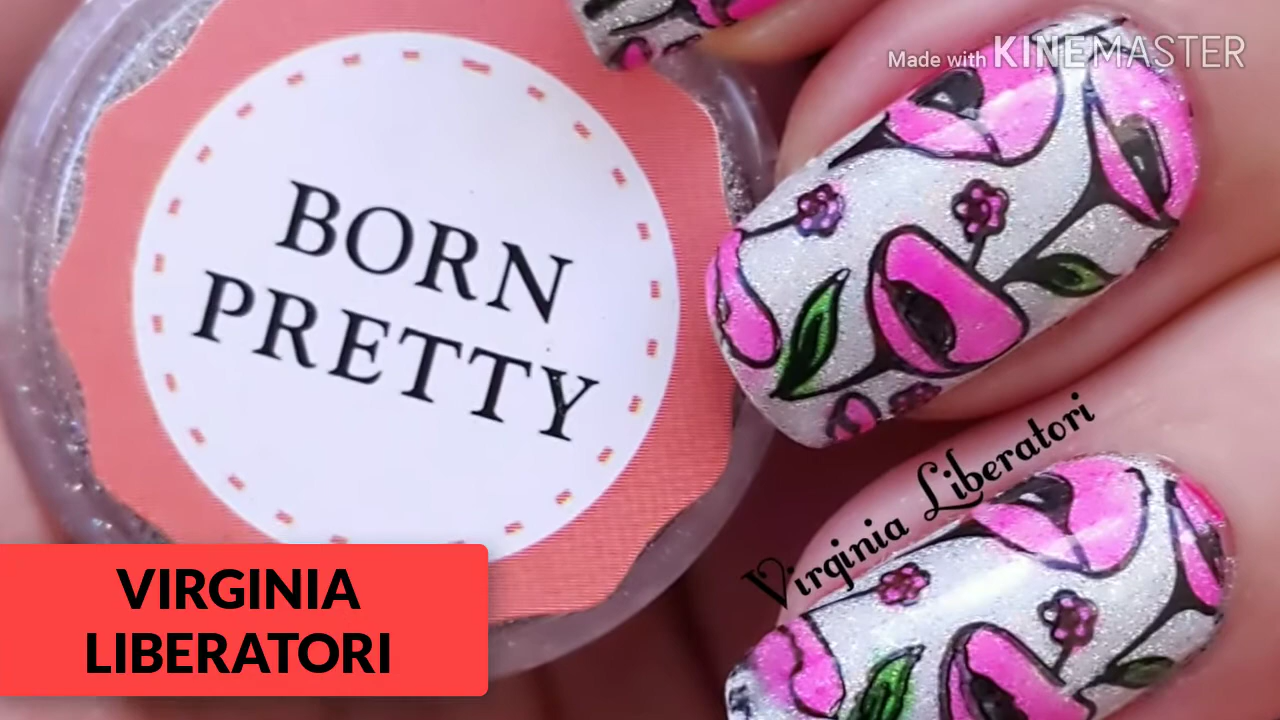 Made with KINEMASTER
BORN
PRETTY
Virginia Liberatori
VIRGINIA
LIBERATORI